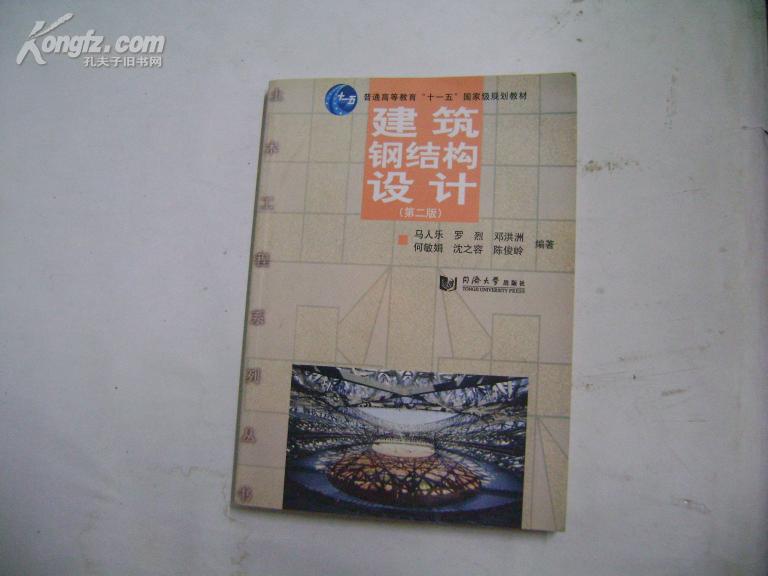 Kongfz.com
孔夫子旧书网
十一五
普通高等教育“十一五”国家级规划教材
建筑
钢结构
设计
(第二版)
马人乐 罗烈 邓洪洲
何敏娟 沈之容 陈俊岭
编著
同济大学出版社
TONGJI UNIVERSITY PRESS
土木工程系列丛书